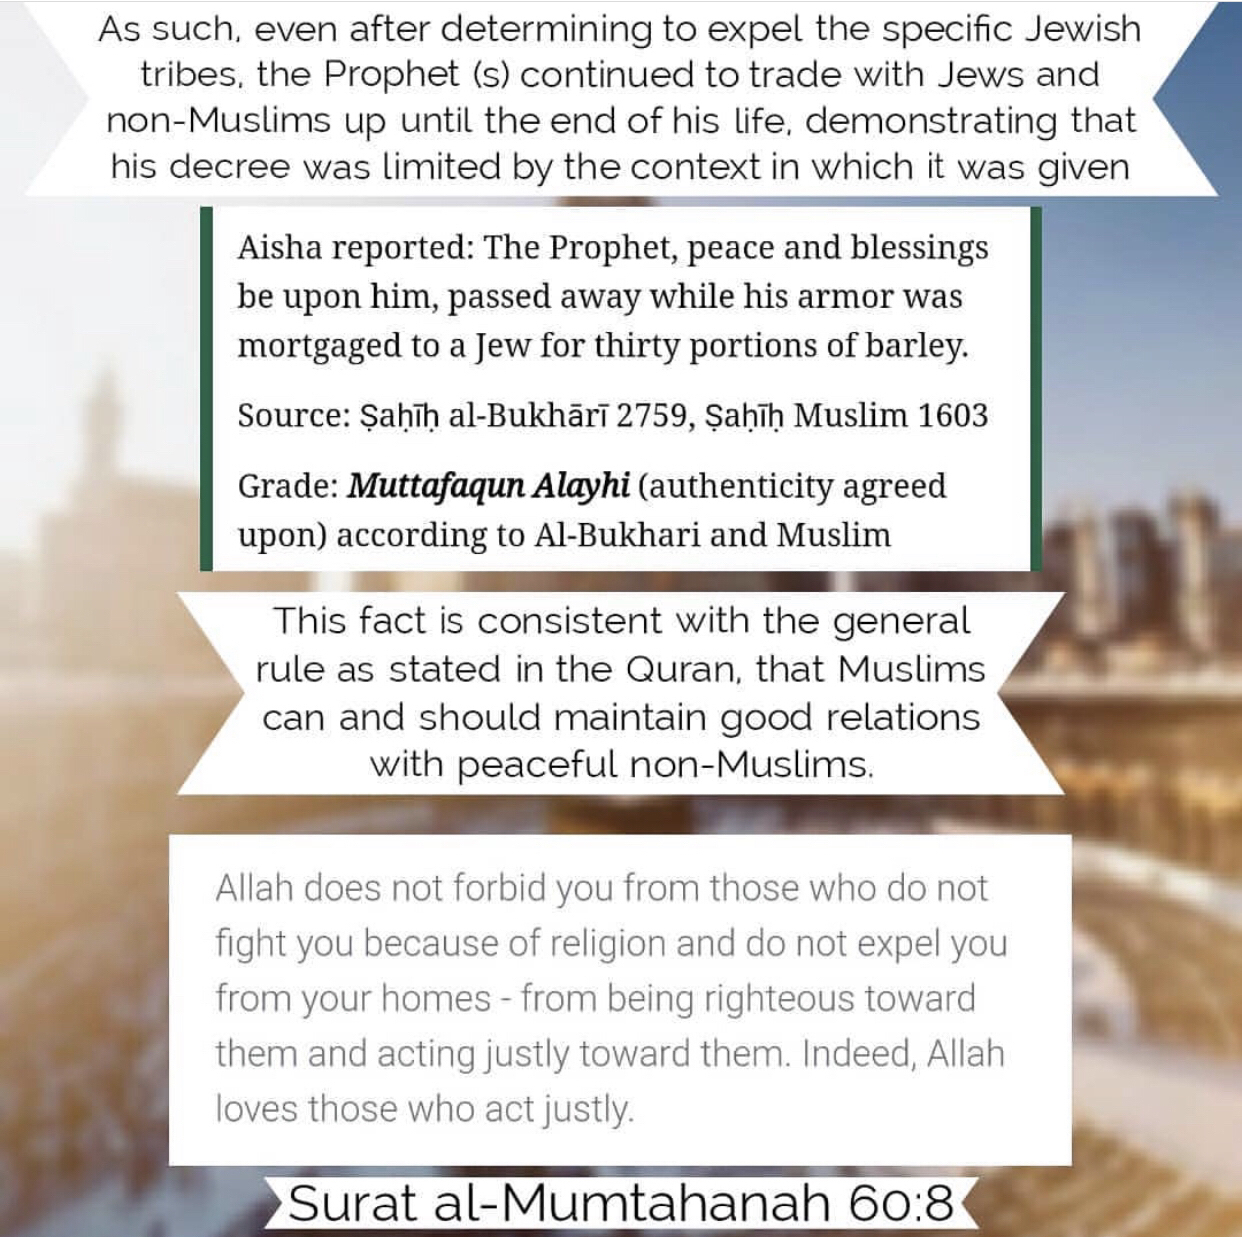 As such, even after determining to expel the specific Jewish
tribes, the Prophet (s) continued to trade with Jews and
non-Muslims up until the end of his life, demonstrating that
his decree was limited by the context in which it was given
Aisha reported: The Prophet, peace and blessings
be upon him, passed away while his armor was
mortgaged to a Jew for thirty portions of barley.
Source: Ṣaḥīḥ al-Bukhārī 2759, Ṣaḥīḥ Muslim 1603
Grade: Muttafaqun Alayhi (authenticity agreed
upon) according to Al-Bukhari and Muslim
This fact is consistent with the general
rule as stated in the Quran, that Muslims
can and should maintain good relations
with peaceful non-Muslims.
Allah does not forbid you from those who do not
fight you because of religion and do not expel you
from your homes - from being righteous toward
them and acting justly toward them. Indeed, Allah
loves those who act justly.
Surat al-Mumtahanah 60:8